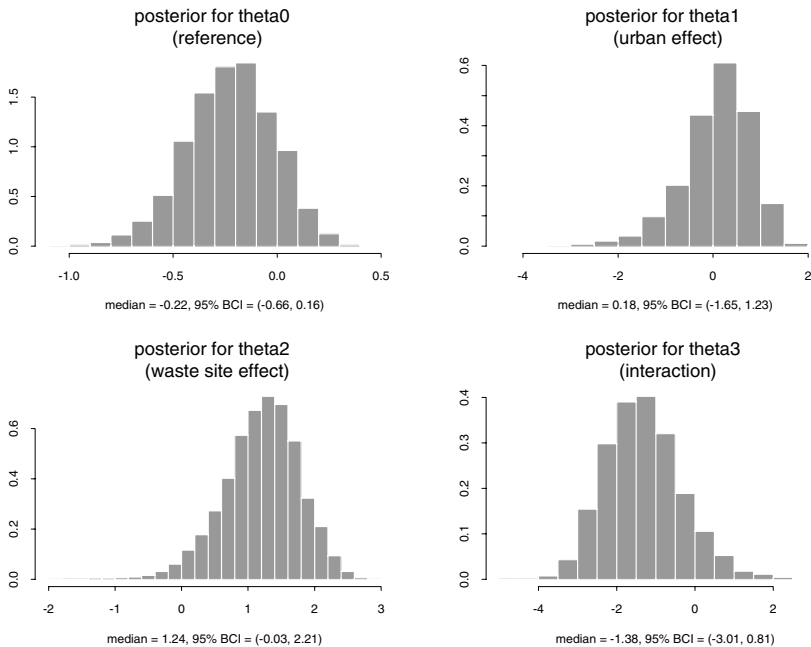 posterior for theta0
(reference)
0.0 0.5 1.0 1.5
-1.0 -0.5 0.0 0.5
median = -0.22, 95% BCI = (-0.66, 0.16)
posterior for theta1
(urban effect)
0.0 0.2 0.4 0.6
-4 -2 0 2
median = 0.18, 95% BCI = (-1.65, 1.23)
posterior for theta2
(waste site effect)
0.0 0.2 0.4 0.6
-2 -1 0 1 2 3
median = 1.24, 95% BCI = (-0.03, 2.21)
posterior for theta3
(interaction)
0.0 0.1 0.2 0.3 0.4
-4 -2 0 2
median = -1.38, 95% BCI = (-3.01, 0.81)